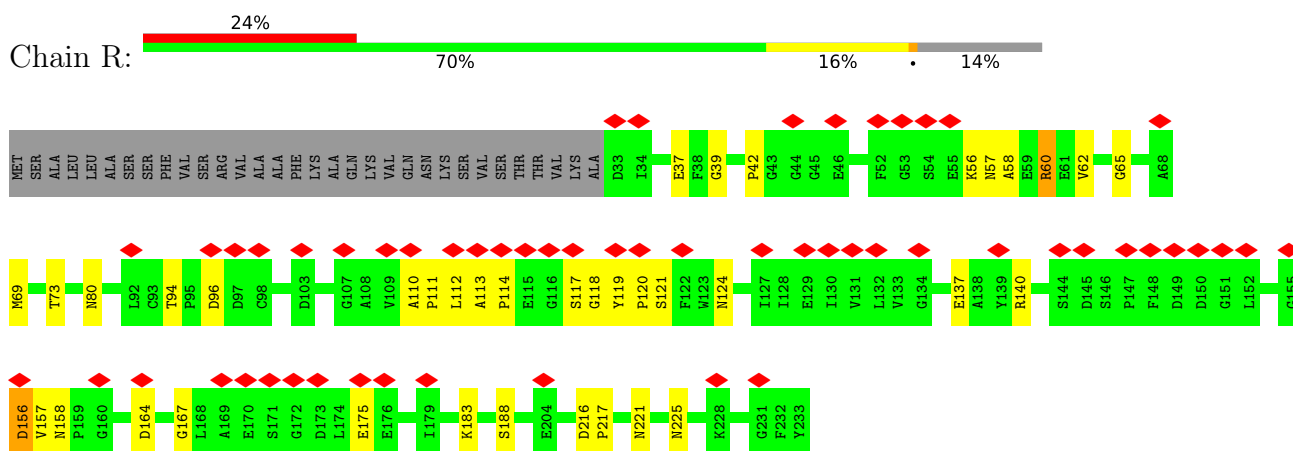 24%
Chain R:
70% 16% • 14%
MET SER ALA LEU LEU ALA SER SER PHE VAL SER ARG VAL ALA ALA PHE LYS ALA GLN LYS VAL GLN ASN LYS SER VAL SER THR THR VAL LYS ALA D33 I34 E37 F38 G39 P42 G43 G44 G45 E46 F52 G53 S54 E55 K56 N57 A58 E59 R60 E61 V62 G65 A68
M69 T73 N80 L92 G93 T94 P95 D96 D97 C98 D103 G107 A108 V109 A110 P111 L112 A113 P114 E115 G116 S117 G118 Y119 P120 S121 F122 W123 N124 I127 I128 E129 I130 V131 L132 V133 G134 E137 A138 Y139 R140 S144 D145 S146 P147 F148 D149 D150 G151 L152
D156 V157 N158 P159 G160 D164 G167 L168 A169 E170 S171 G172 D173 L174 E175 E176 I179 K183 S188 E204 D216 P217 N221 N225 K228 G231 F232 Y233